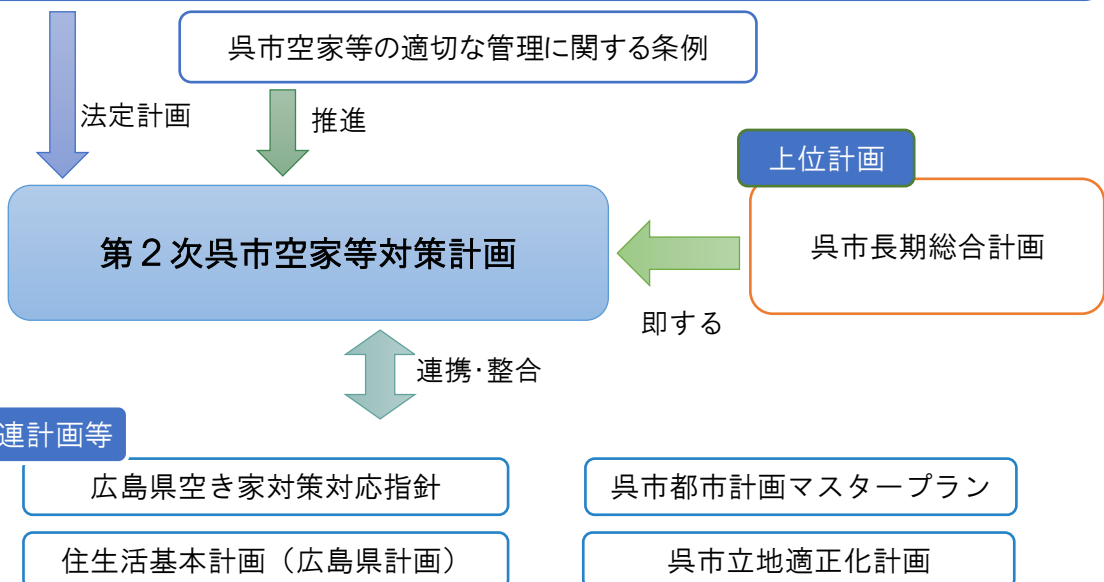 呉市空家等の適切な管理に関する条例
法定計画
推進
上位計画
第２次呉市空家等対策計画
呉市長期総合計画
即する
連携･整合
連計画等
広島県空き家対策対応指針
呉市都市計画マスタープラン
住生活基本計画（広島県計画）
呉市立地適正化計画